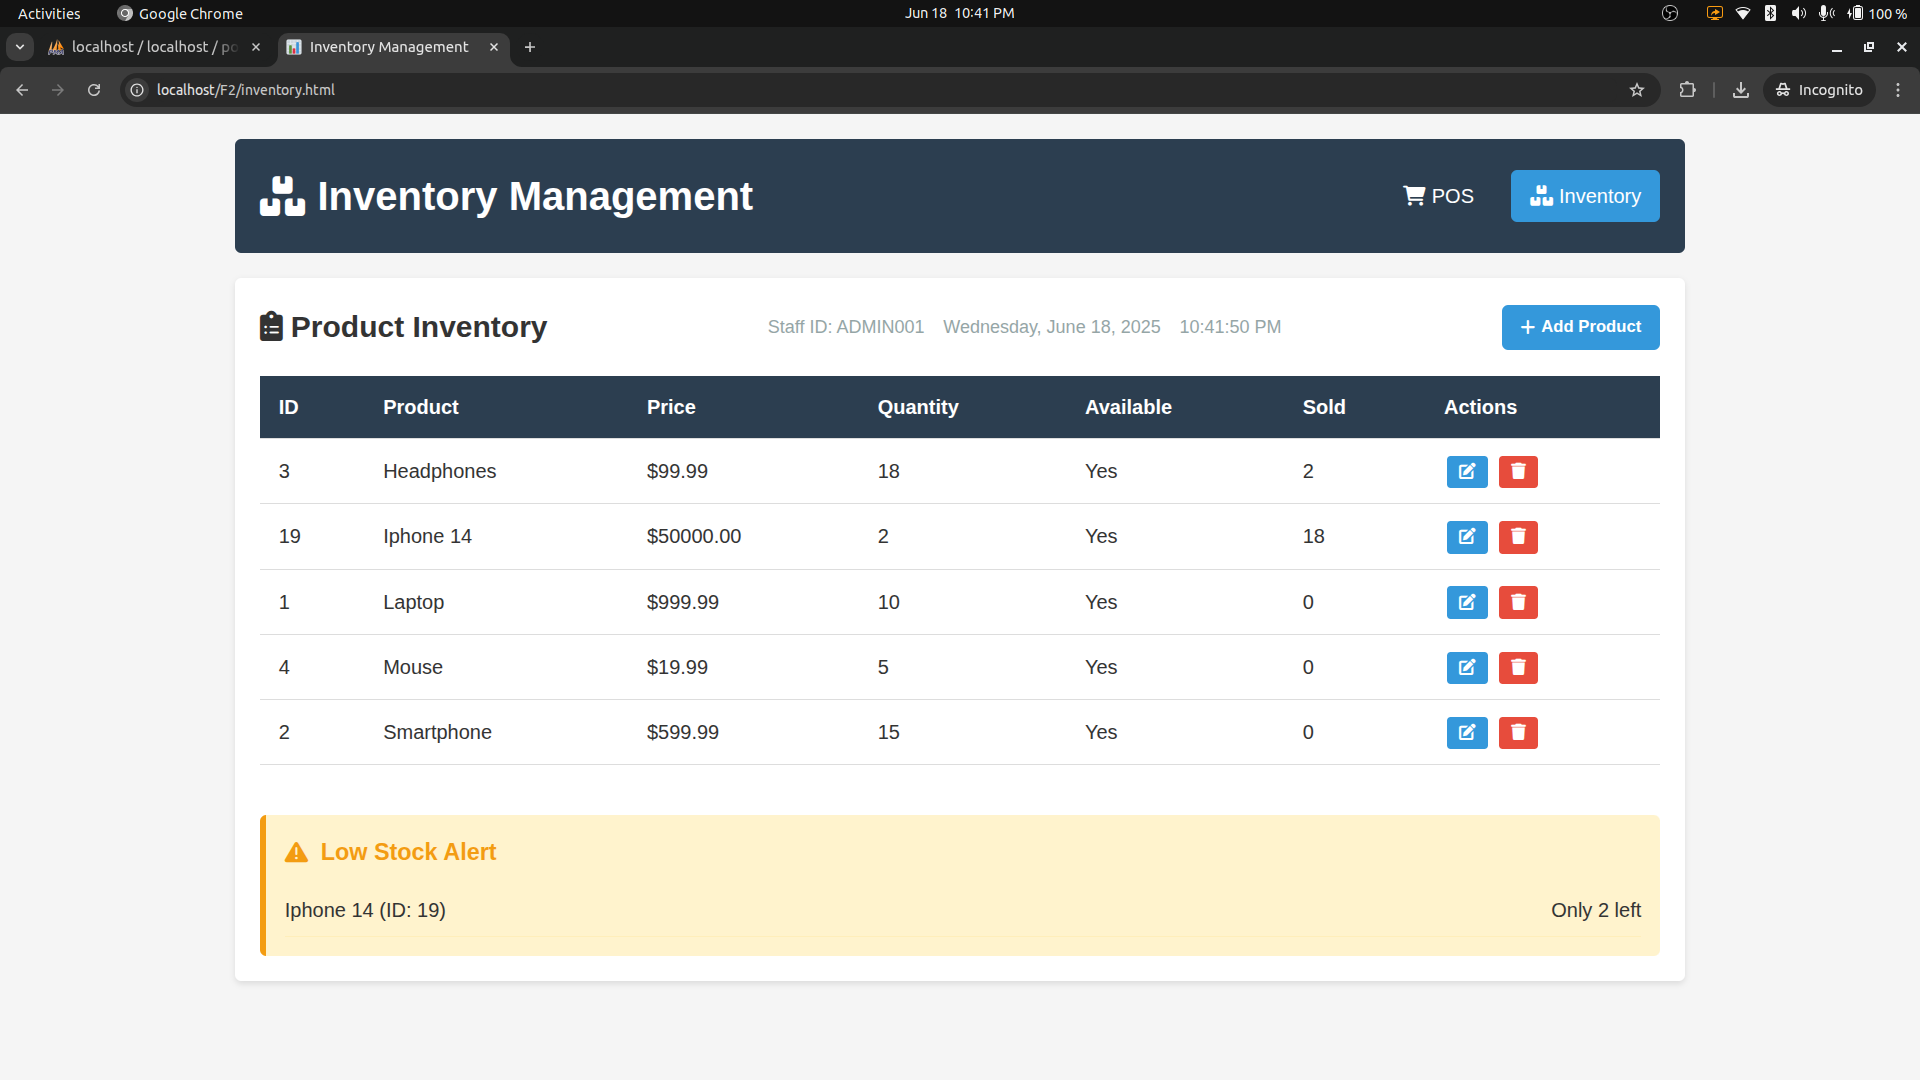 Activities Google Chrome Jun 18 10:41 PM 100 %
localhost / localhost / po Inventory Management
localhost/F2/inventory.html Incognito
Inventory Management POS Inventory
Product Inventory Staff ID: ADMIN001 Wednesday, June 18, 2025 10:41:50 PM + Add Product
ID Product Price Quantity Available Sold Actions
3 Headphones $99.99 18 Yes 2
19 Iphone 14 $50000.00 2 Yes 18
1 Laptop $999.99 10 Yes 0
4 Mouse $19.99 5 Yes 0
2 Smartphone $599.99 15 Yes 0
Low Stock Alert
Iphone 14 (ID: 19) Only 2 left